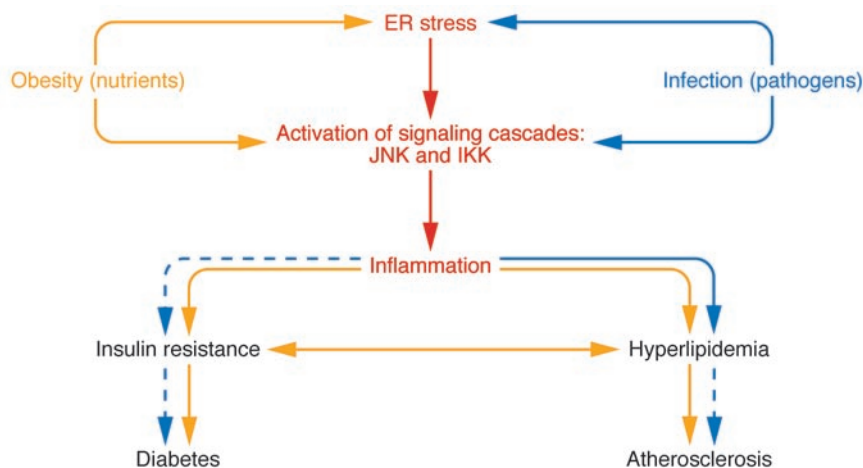 ER stress
Obesity (nutrients)
Infection (pathogens)
Activation of signaling cascades:
JNK and IKK
Inflammation
Insulin resistance
Hyperlipidemia
Diabetes
Atherosclerosis